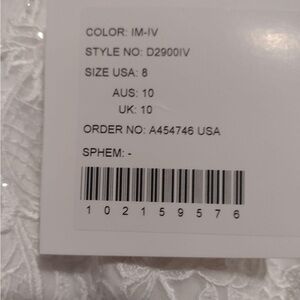 COLOR: IM-IV
STYLE NO: D2900IV
SIZE USA: 8
AUS: 10
UK: 10
ORDER NO: A454746 USA
SPHEM: -
1 0 2 1 5 9 5 7 6